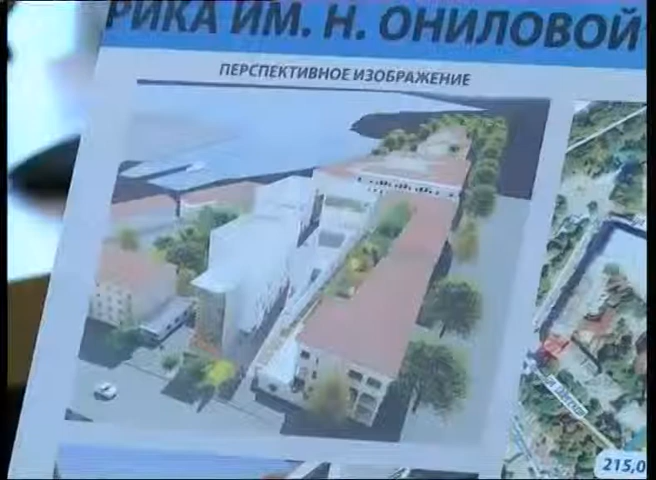 РИКА ИМ. Н. ОНИЛОВОЙ"
ПЕРСПЕКТИВНОЕ ИЗОБРАЖЕНИЕ
215,0